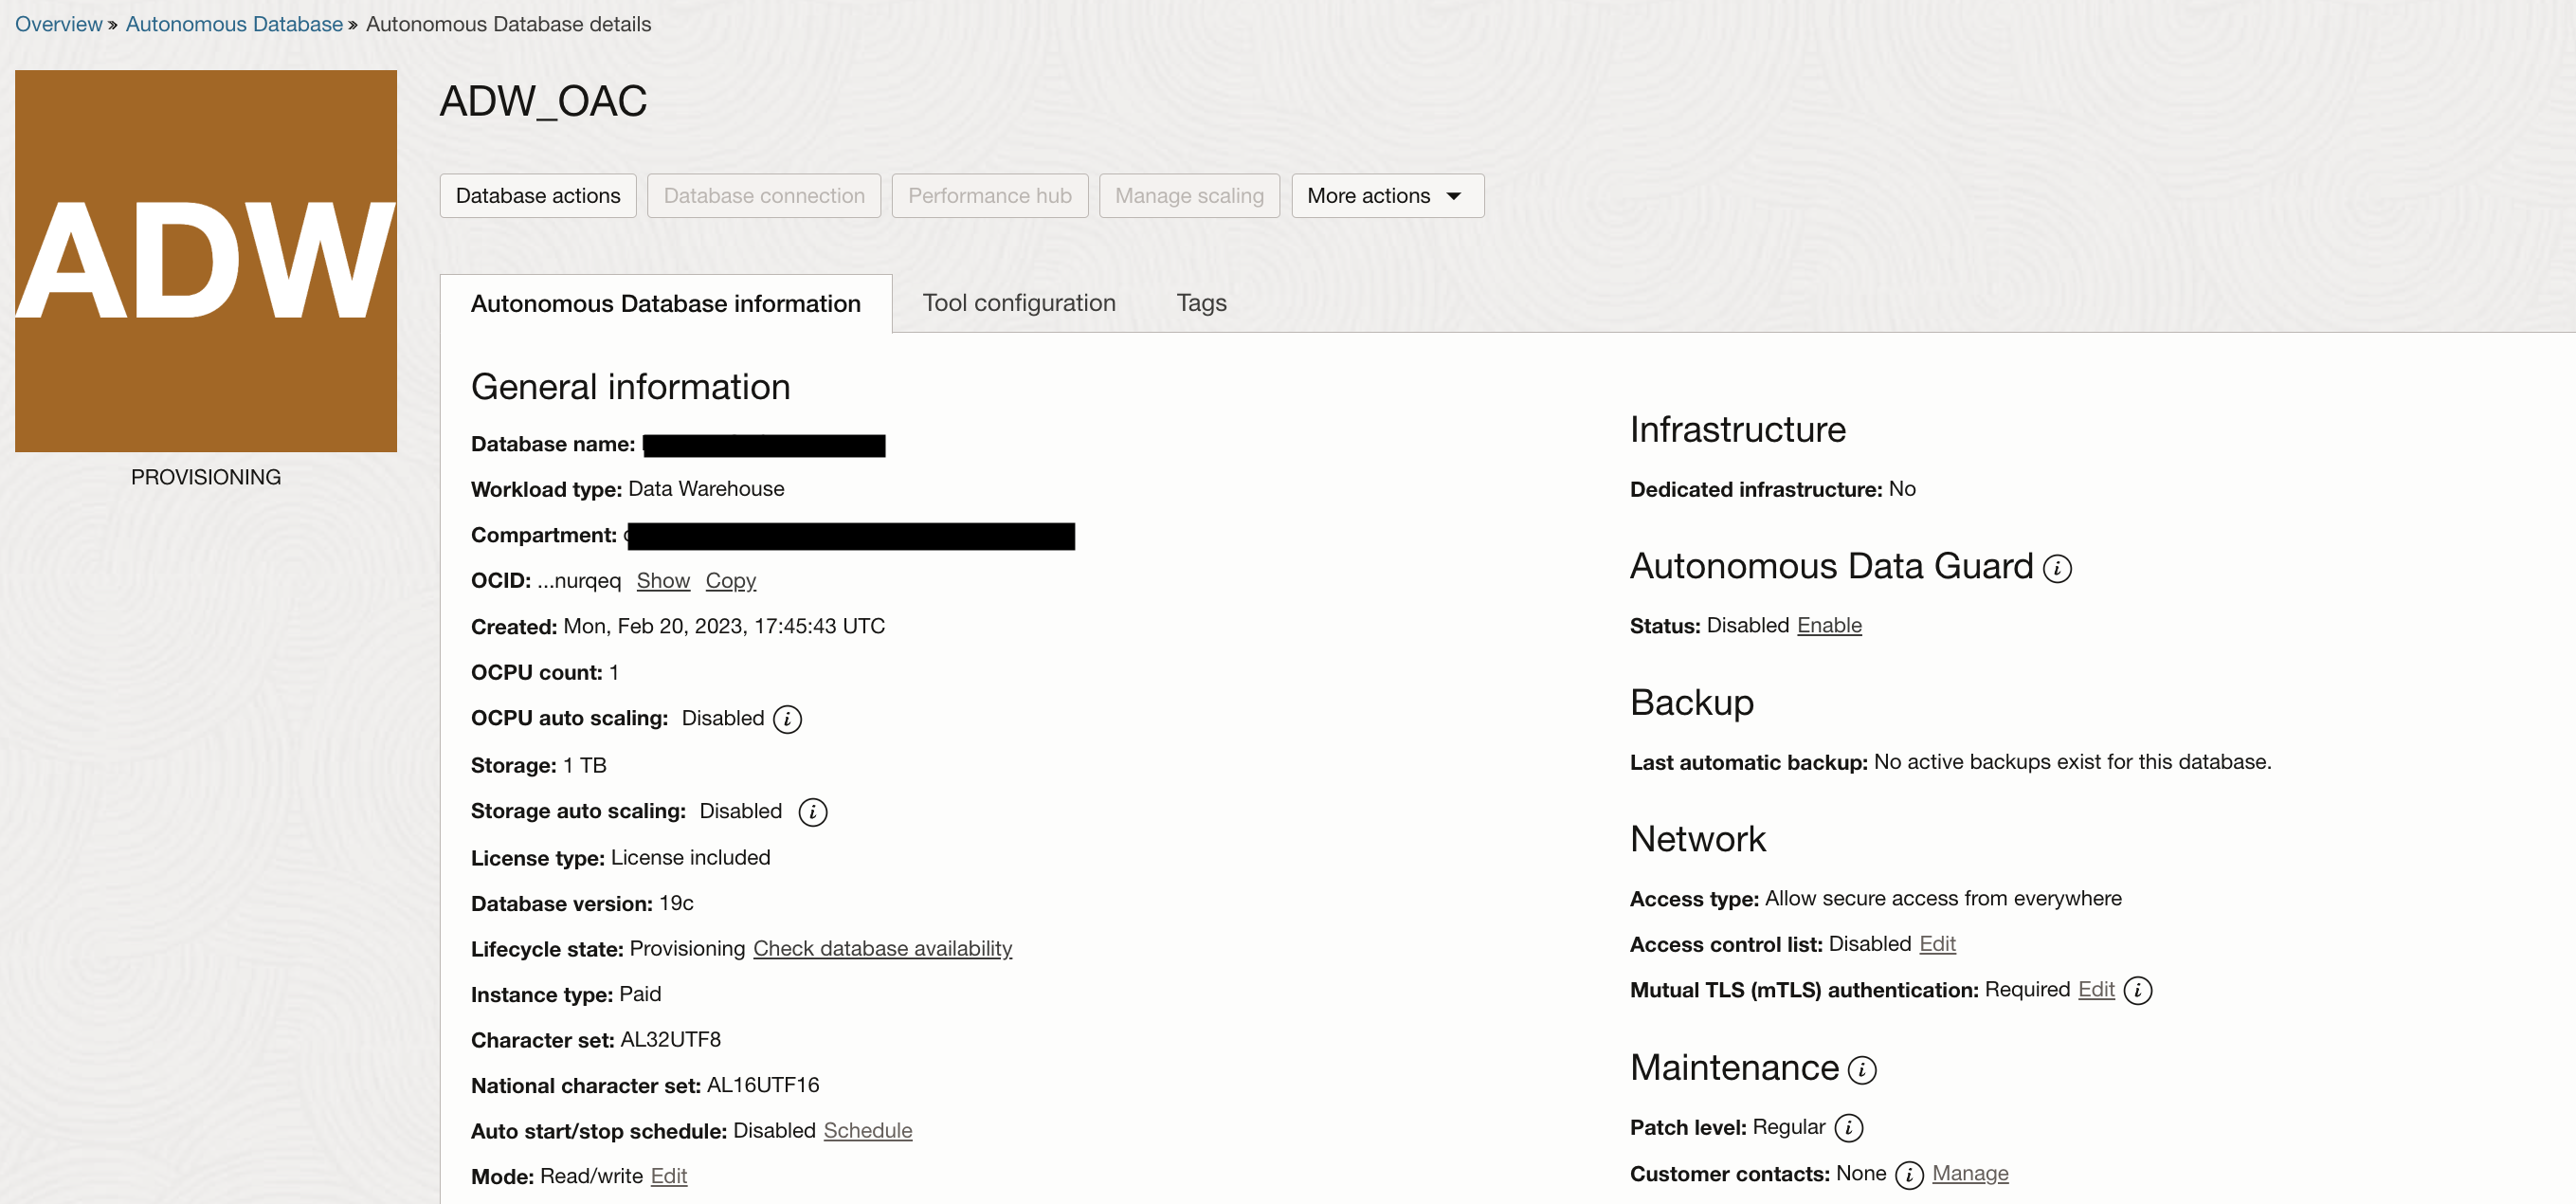 Overview » Autonomous Database » Autonomous Database details
ADW
PROVISIONING
ADW_OAC
Database actions
Database connection
Performance hub
Manage scaling
More actions
Autonomous Database information
Tool configuration
Tags
General information
Database name:
Workload type: Data Warehouse
Compartment:
OCID: ...nurqeq Show Copy
Created: Mon, Feb 20, 2023, 17:45:43 UTC
OCPU count: 1
OCPU auto scaling: Disabled i
Storage: 1 TB
Storage auto scaling: Disabled i
License type: License included
Database version: 19c
Lifecycle state: Provisioning Check database availability
Instance type: Paid
Character set: AL32UTF8
National character set: AL16UTF16
Auto start/stop schedule: Disabled Schedule
Mode: Read/write Edit
Infrastructure
Dedicated infrastructure: No
Autonomous Data Guard i
Status: Disabled Enable
Backup
Last automatic backup: No active backups exist for this database.
Network
Access type: Allow secure access from everywhere
Access control list: Disabled Edit
Mutual TLS (mTLS) authentication: Required Edit i
Maintenance i
Patch level: Regular i
Customer contacts: None i Manage